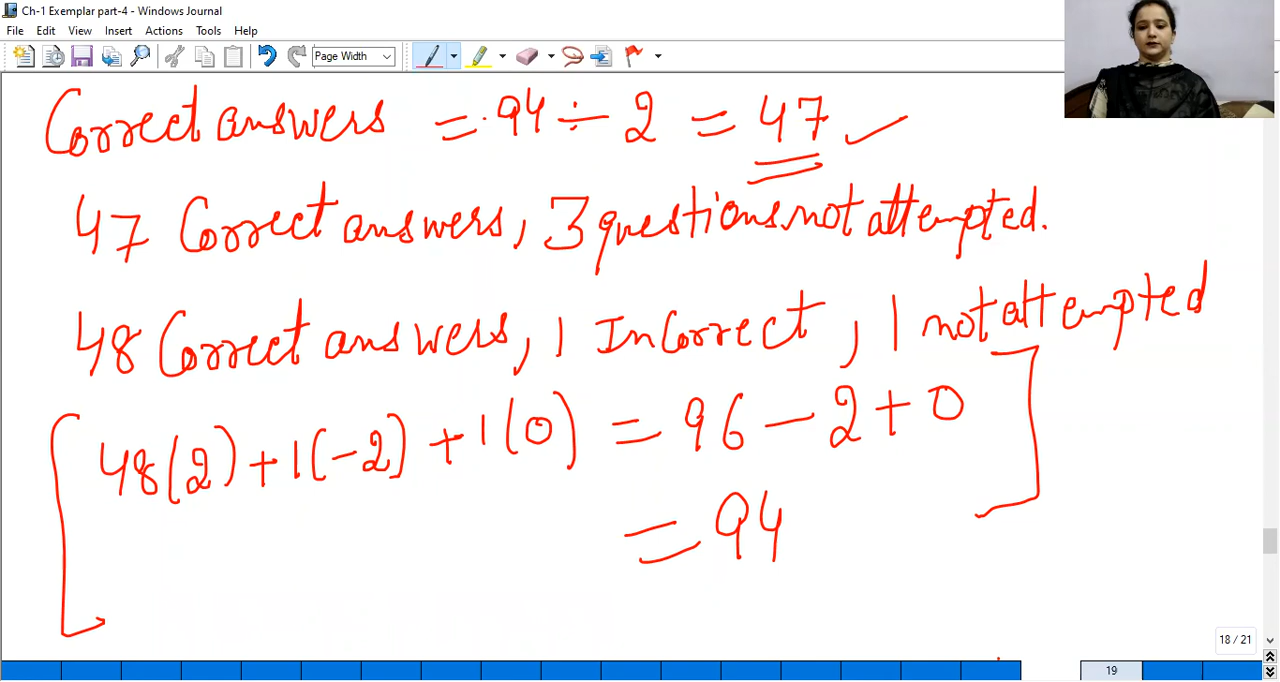 Ch-1 Exemplar part-4 - Windows Journal
File Edit View Insert Actions Tools Help
Page Width
Correct answers = 94 ÷ 2 = 47 ✓
47 Correct answers, 3 questions not attempted.
48 Correct answers, 1 Incorrect, 1 not attempted
[48(2) + 1(-2) + 1(0) = 96 - 2 + 0]
= 94
18 / 21
19